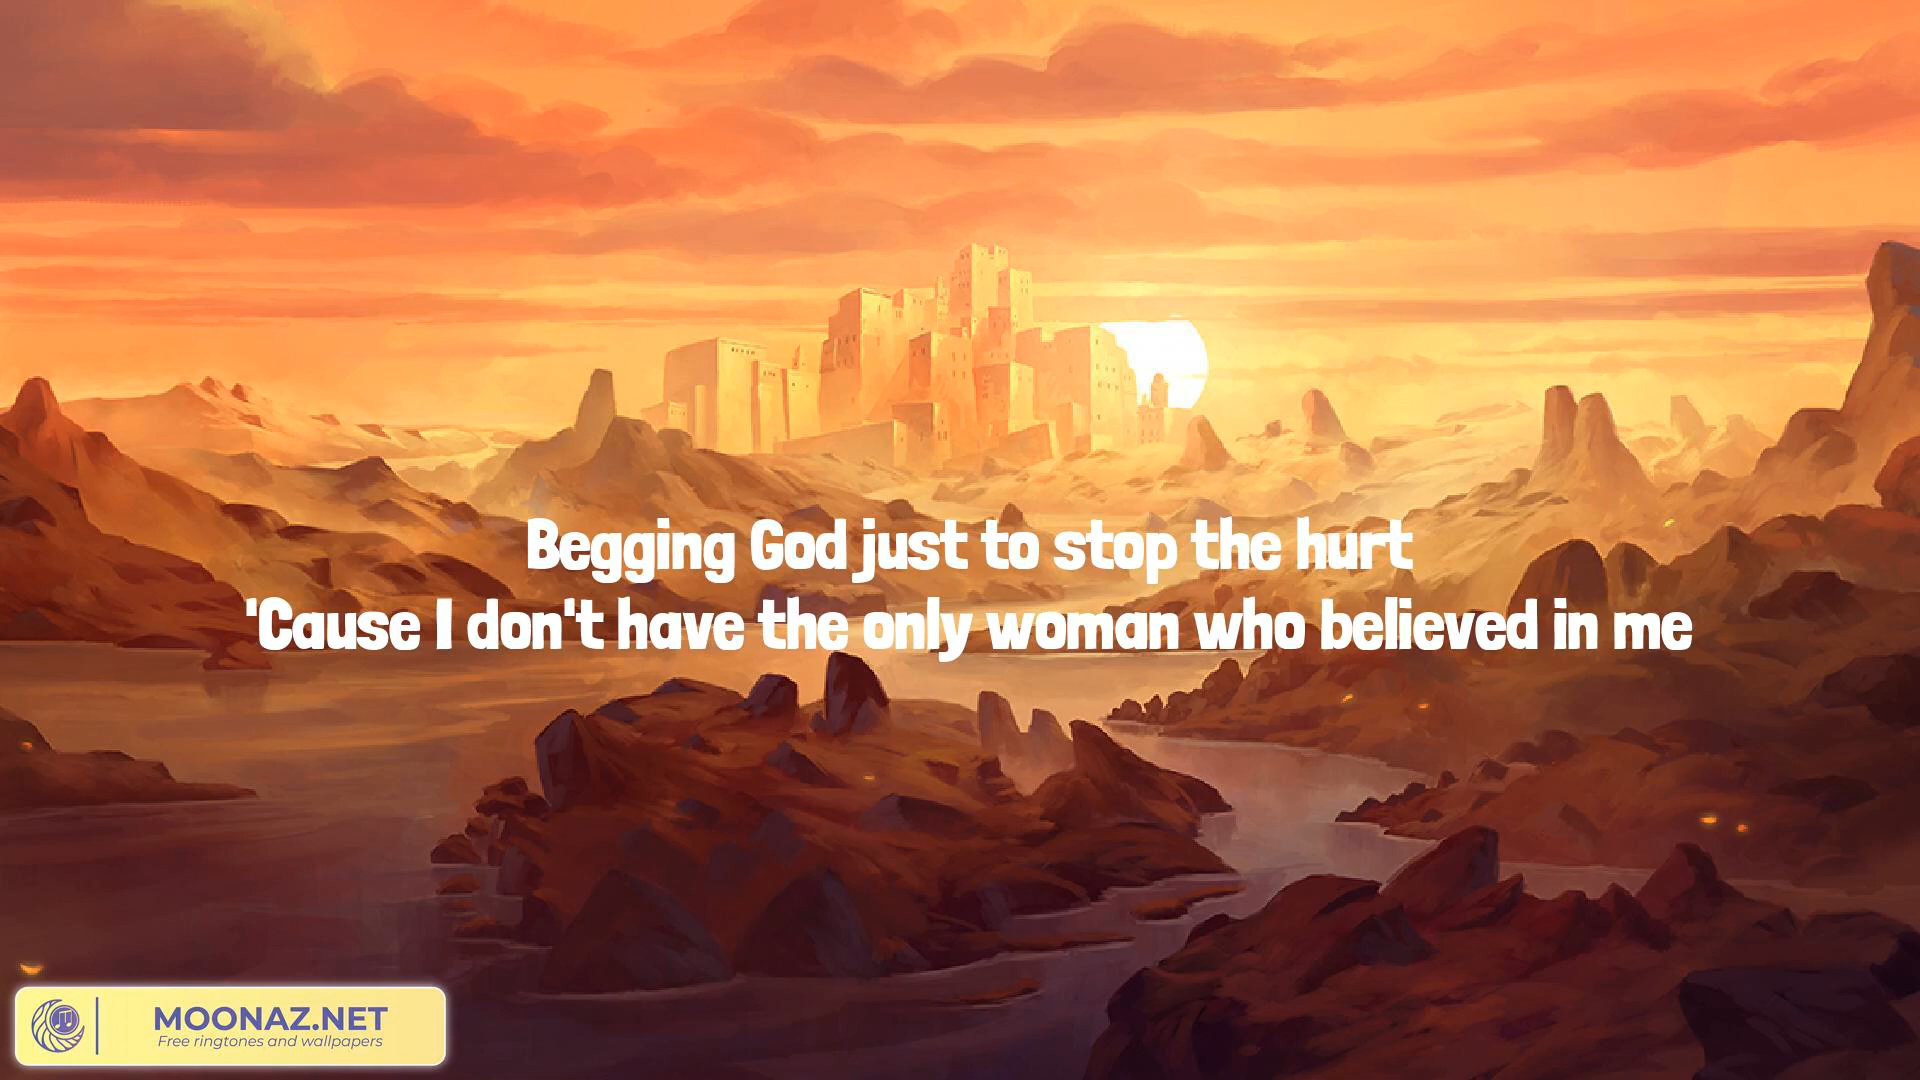 Begging God just to stop the hurt
'Cause I don't have the only woman who believed in me
MOONAZ.NET
Free ringtones and wallpapers